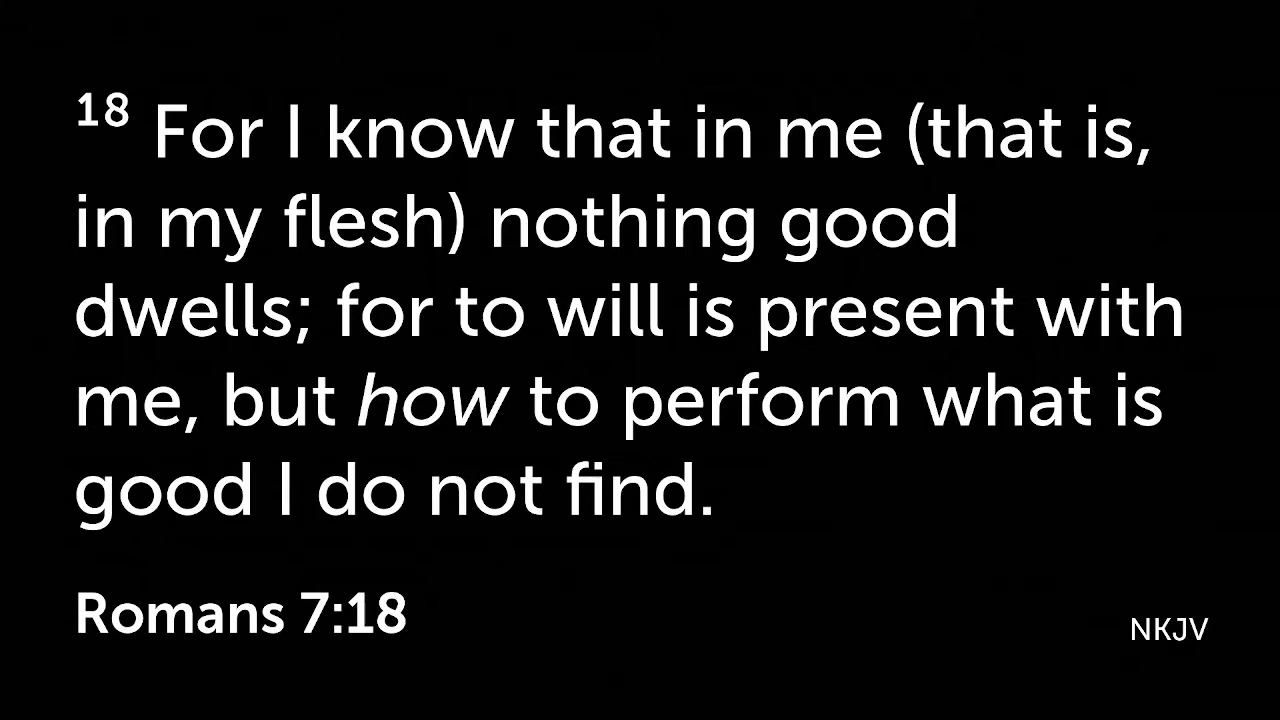 18 For I know that in me (that is,
in my flesh) nothing good
dwells; for to will is present with
me, but how to perform what is
good I do not find.
Romans 7:18
NKJV